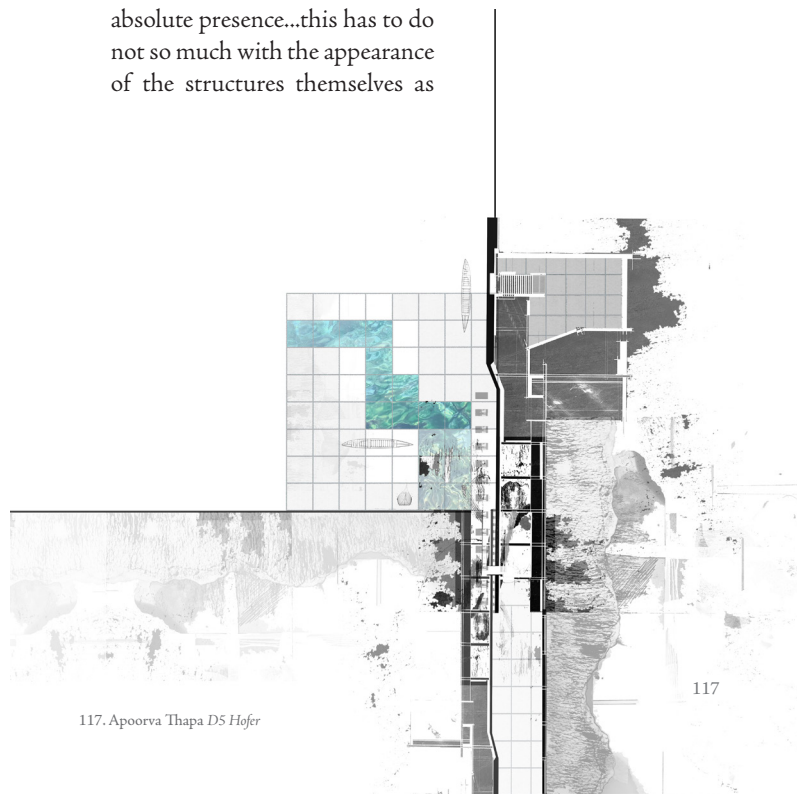 absolute presence...this has to do
not so much with the appearance
of the structures themselves as
117
117. Apoorva Thapa D5 Hofer